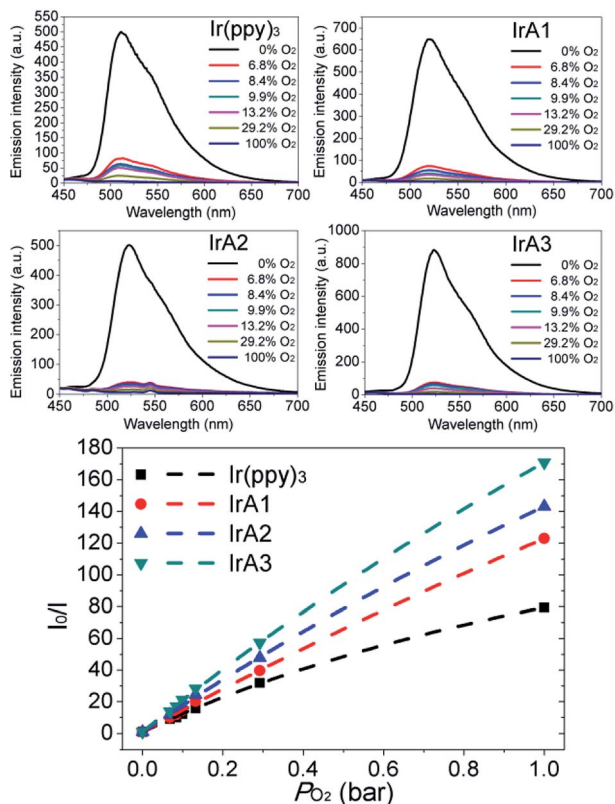 Ir(ppy)3
Emission intensity (a.u.)
550
500
450
400
350
300
250
200
150
100
50
0
0% O2
6.8% O2
8.4% O2
9.9% O2
13.2% O2
29.2% O2
100% O2
450 500 550 600 650 700
Wavelength (nm)
IrA1
Emission intensity (a.u.)
700
600
500
400
300
200
100
0
0% O2
6.8% O2
8.4% O2
9.9% O2
13.2% O2
29.2% O2
100% O2
450 500 550 600 650 700
Wavelength (nm)
IrA2
Emission intensity (a.u.)
500
400
300
200
100
0
0% O2
6.8% O2
8.4% O2
9.9% O2
13.2% O2
29.2% O2
100% O2
450 500 550 600 650 700
Wavelength (nm)
IrA3
Emission intensity (a.u.)
1000
800
600
400
200
0
0% O2
6.8% O2
8.4% O2
9.9% O2
13.2% O2
29.2% O2
100% O2
450 500 550 600 650 700
Wavelength (nm)
I0/I
180
160
140
120
100
80
60
40
20
0
Ir(ppy)3
IrA1
IrA2
IrA3
0.0 0.2 0.4 0.6 0.8 1.0
PO2 (bar)